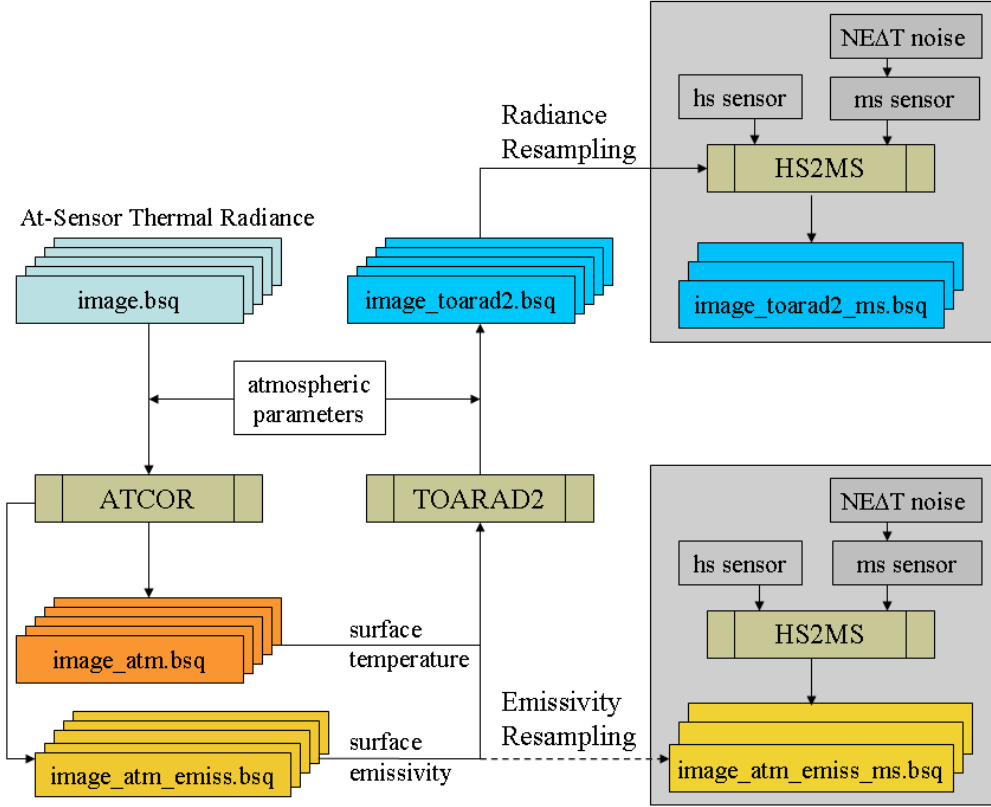 NEΔT noise
hs sensor
ms sensor
Radiance
Resampling
HS2MS
At-Sensor Thermal Radiance
image.bsq
image_toarad2.bsq
image_toarad2_ms.bsq
atmospheric
parameters
ATCOR
TOARAD2
NEΔT noise
hs sensor
ms sensor
HS2MS
surface
temperature
image_atm.bsq
Emissivity
Resampling
surface
emissivity
image_atm_emiss.bsq
image_atm_emiss_ms.bsq